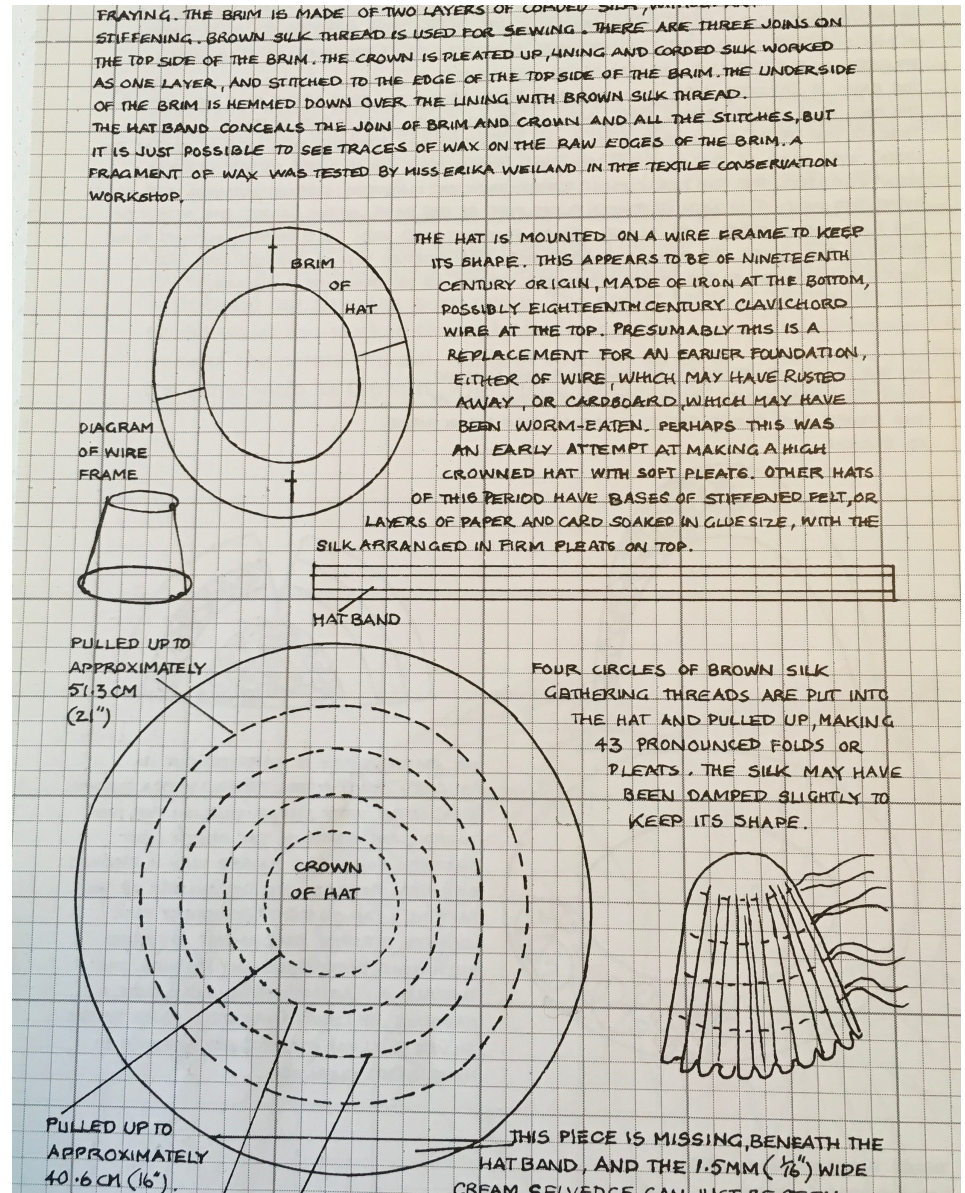 FRAYING. THE BRIM IS MADE OF TWO LAYERS OF CORDED SILK,
STIFFENING. BROWN SILK THREAD IS USED FOR SEWING. THERE ARE THREE JOINS ON
THE TOP SIDE OF THE BRIM. THE CROWN IS PLEATED UP, LINING AND CORDED SILK WORKED
AS ONE LAYER, AND STITCHED TO THE EDGE OF THE TOP SIDE OF THE BRIM. THE UNDERSIDE
OF THE BRIM IS HEMMED DOWN OVER THE LINING WITH BROWN SILK THREAD.
THE HAT BAND CONCEALS THE JOIN OF BRIM AND CROWN AND ALL THE STITCHES, BUT
IT IS JUST POSSIBLE TO SEE TRACES OF WAX ON THE RAW EDGES OF THE BRIM. A
FRAGMENT OF WAX WAS TESTED BY MISS ERIKA WEILAND IN THE TEXTILE CONSERVATION
WORKSHOP.
BRIM
OF
HAT
THE HAT IS MOUNTED ON A WIRE FRAME TO KEEP
ITS SHAPE. THIS APPEARS TO BE OF NINETEENTH
CENTURY ORIGIN, MADE OF IRON AT THE BOTTOM,
POSSIBLY EIGHTEENTH CENTURY CLAVICHORD
WIRE AT THE TOP. PRESUMABLY THIS IS A
REPLACEMENT FOR AN EARLIER FOUNDATION,
EITHER OF WIRE, WHICH MAY HAVE RUSTED
AWAY, OR CARDBOARD, WHICH MAY HAVE
BEEN WORM-EATEN. PERHAPS THIS WAS
AN EARLY ATTEMPT AT MAKING A HIGH
CROWNED HAT WITH SOFT PLEATS. OTHER HATS
OF THIS PERIOD HAVE BASES OF STIFFENED FELT, OR
LAYERS OF PAPER AND CARD SOAKED IN GLUE SIZE, WITH THE
SILK ARRANGED IN FIRM PLEATS ON TOP.
DIAGRAM
OF WIRE
FRAME
HAT BAND
PULLED UP TO
APPROXIMATELY
51.3 CM
(21")
FOUR CIRCLES OF BROWN SILK
GATHERING THREADS ARE PUT INTO
THE HAT AND PULLED UP, MAKING
43 PRONOUNCED FOLDS OR
PLEATS. THE SILK MAY HAVE
BEEN DAMPED SLIGHTLY TO
KEEP ITS SHAPE.
CROWN
OF HAT
PULLED UP TO
APPROXIMATELY
40.6 CM (16").
THIS PIECE IS MISSING, BENEATH THE
HAT BAND, AND THE 1.5MM (1/16") WIDE
CREAM SELVEDGE CAN JUST BE SEEN